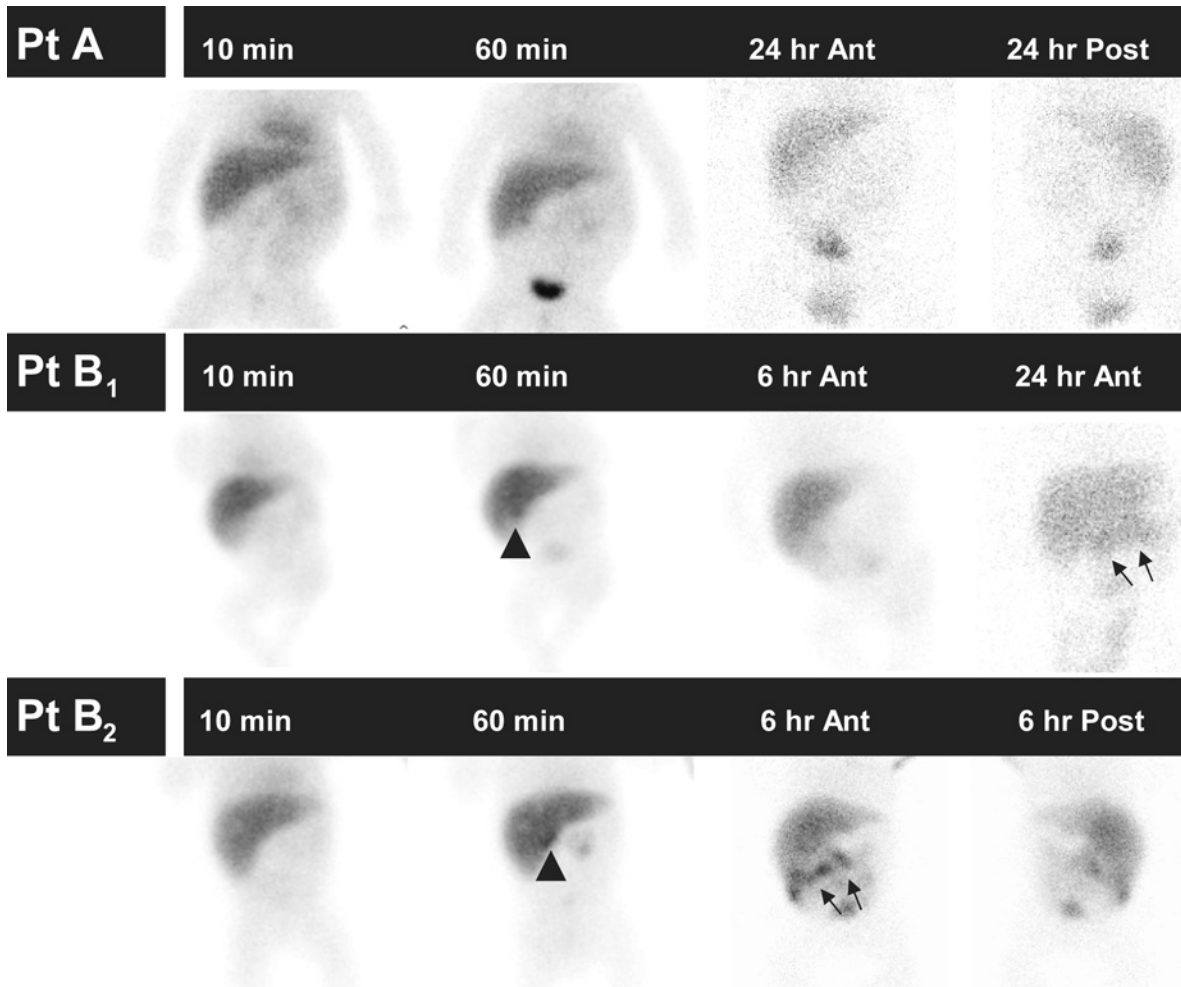 Pt A 10 min 60 min 24 hr Ant 24 hr Post
Pt B₁ 10 min 60 min 6 hr Ant 24 hr Ant
Pt B₂ 10 min 60 min 6 hr Ant 6 hr Post